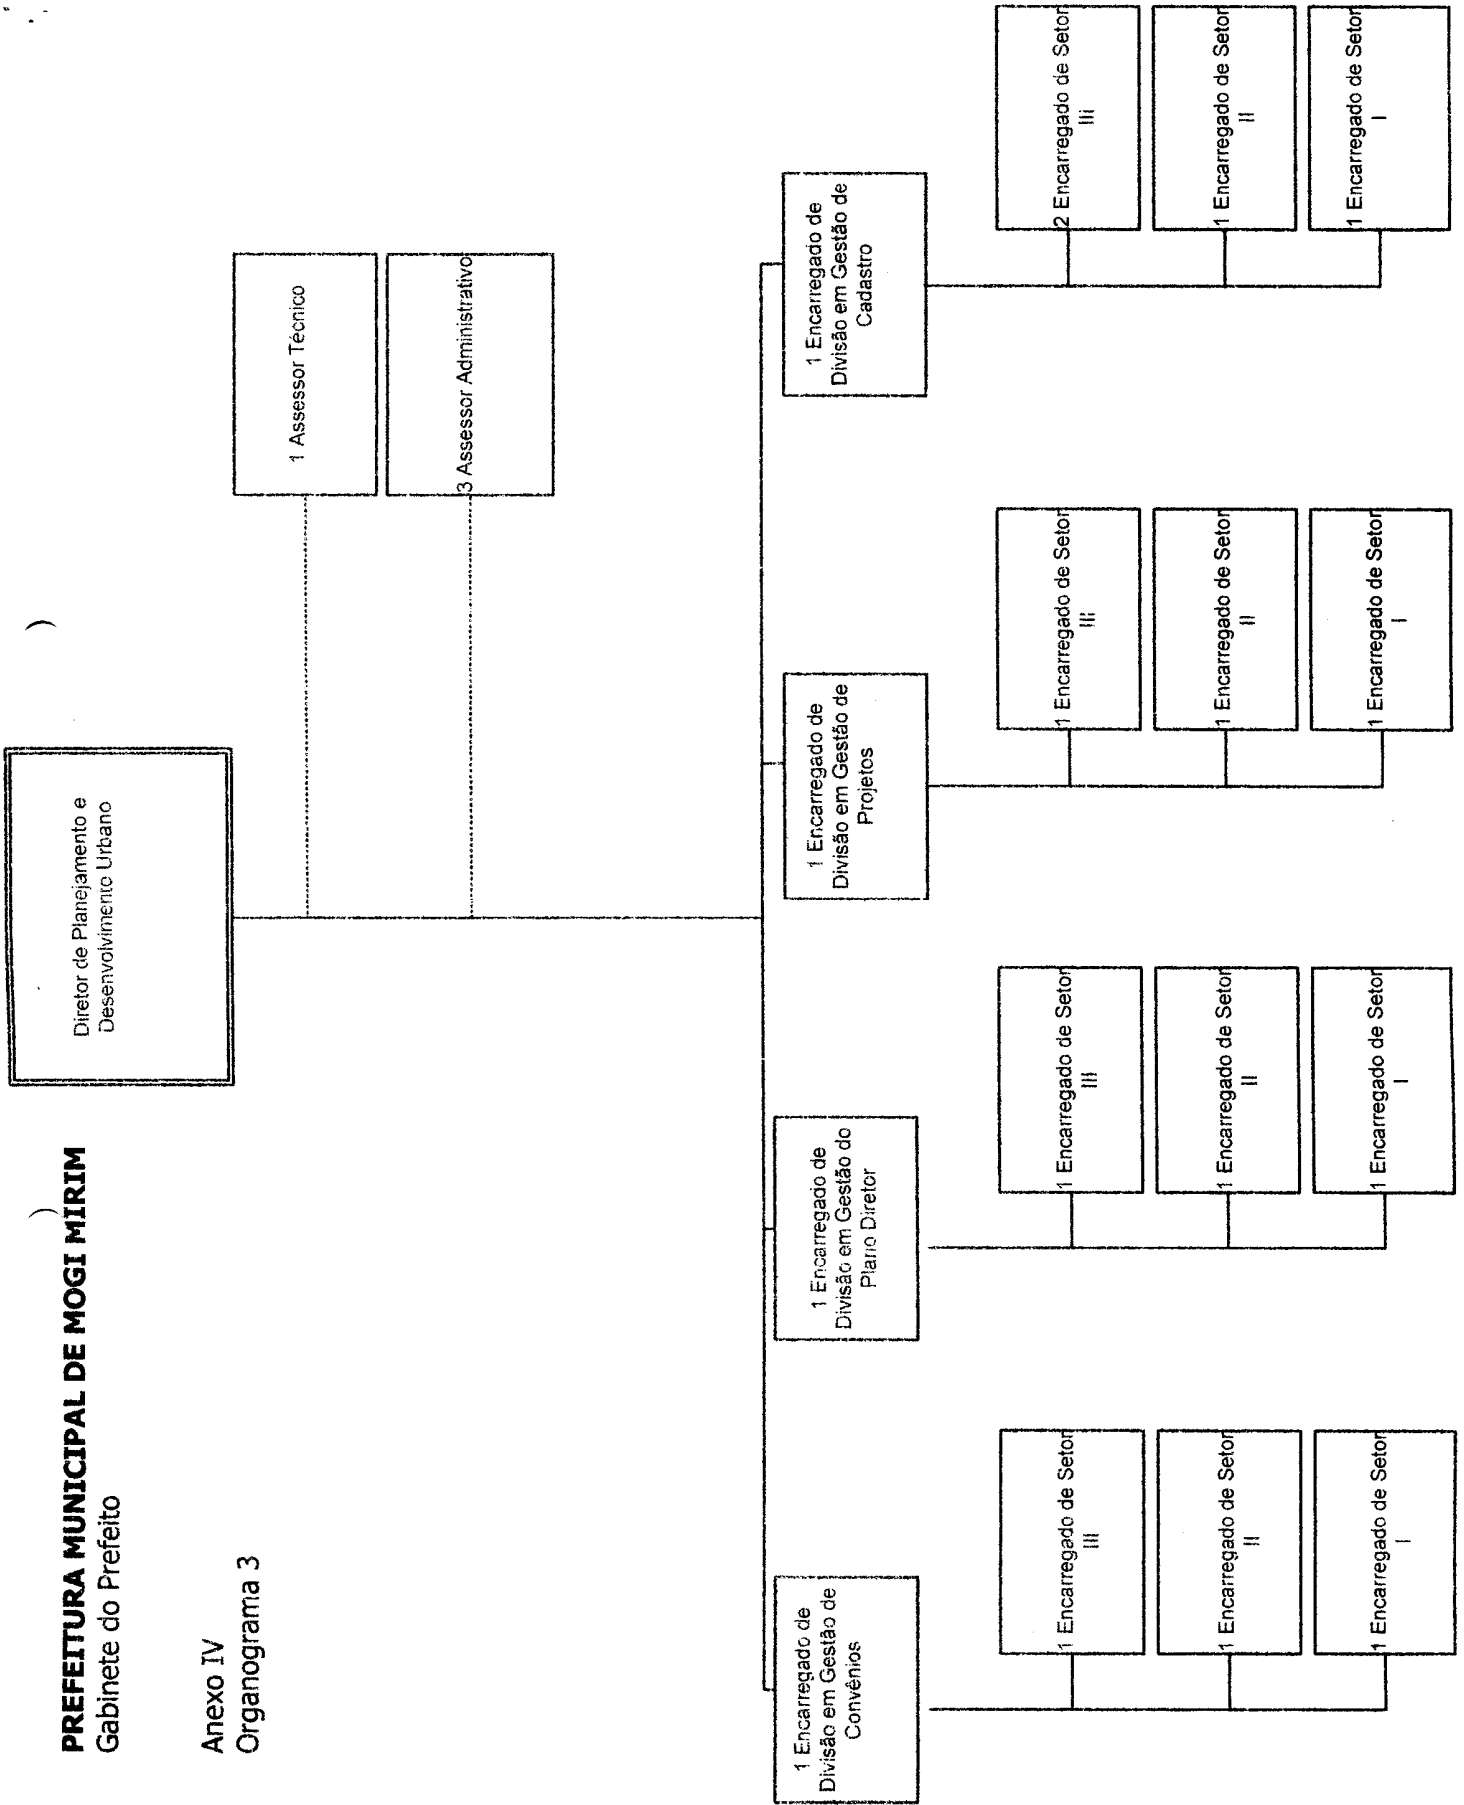 PREFEITURA MUNICIPAL DE MOGI MIRIM
Gabinete do Prefeito
Anexo IV
Organograma 3
Diretor de Planejamento e
Desenvolvimento Urbano
1 Assessor Técnico
3 Assessor Administrativo
1 Encarregado de
Divisão em Gestão de
Convênios
1 Encarregado de
Divisão em Gestão do
Plano Diretor
1 Encarregado de
Divisão em Gestão de
Projetos
1 Encarregado de
Divisão em Gestão de
Cadastro
1 Encarregado de Setor
III
1 Encarregado de Setor
III
1 Encarregado de Setor
III
2 Encarregado de Setor
III
1 Encarregado de Setor
II
1 Encarregado de Setor
II
1 Encarregado de Setor
II
1 Encarregado de Setor
II
1 Encarregado de Setor
I
1 Encarregado de Setor
I
1 Encarregado de Setor
I
1 Encarregado de Setor
I